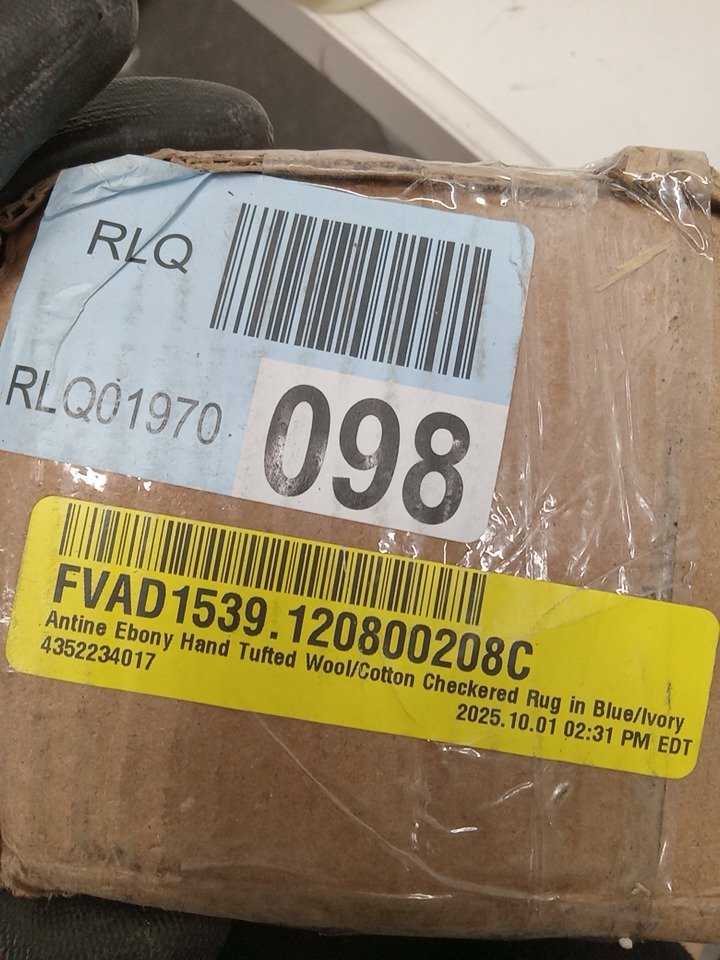 RLQ
RLQ01970
098
FVAD1539.120800208C
Antine Ebony Hand Tufted Wool/Cotton Checkered Rug in Blue/Ivory
4352234017
2025.10.01 02:31 PM EDT